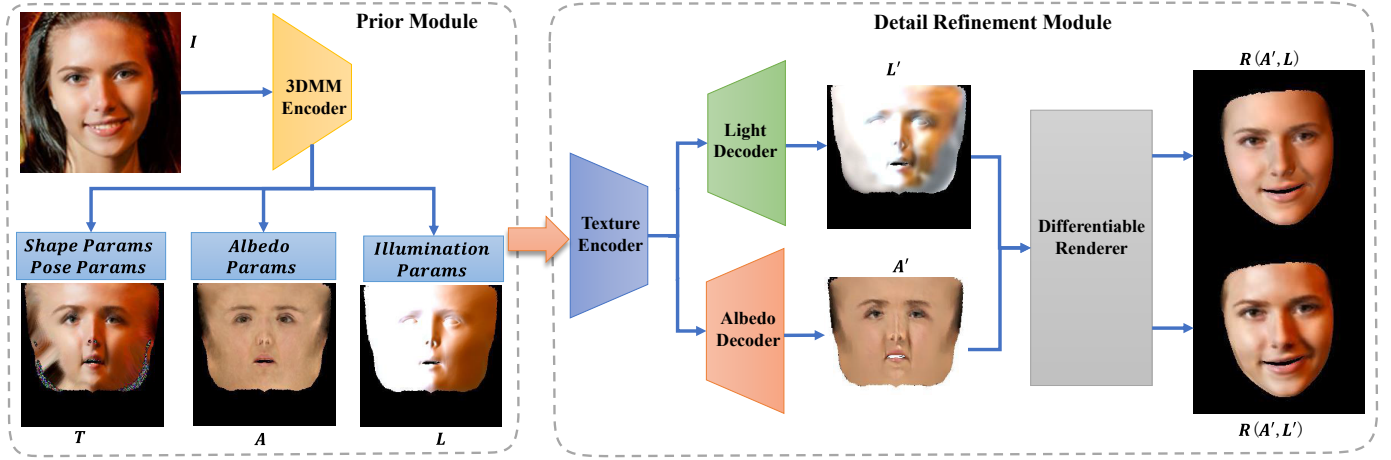 Prior Module
I
3DMM
Encoder
Shape Params
Pose Params
Albedo
Params
Illumination
Params
T
A
L
Detail Refinement Module
Texture
Encoder
Light
Decoder
Albedo
Decoder
L′
A′
Differentiable
Renderer
R(A′,L)
R(A′,L′)